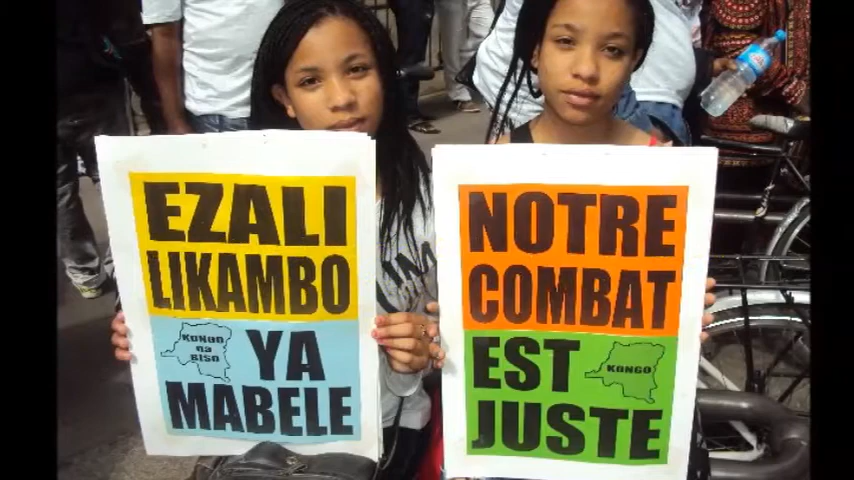 EZALI
LIKAMBO
KONGO
na
BISO
YA
MABELE
NOTRE
COMBAT
EST
KONGO
JUSTE